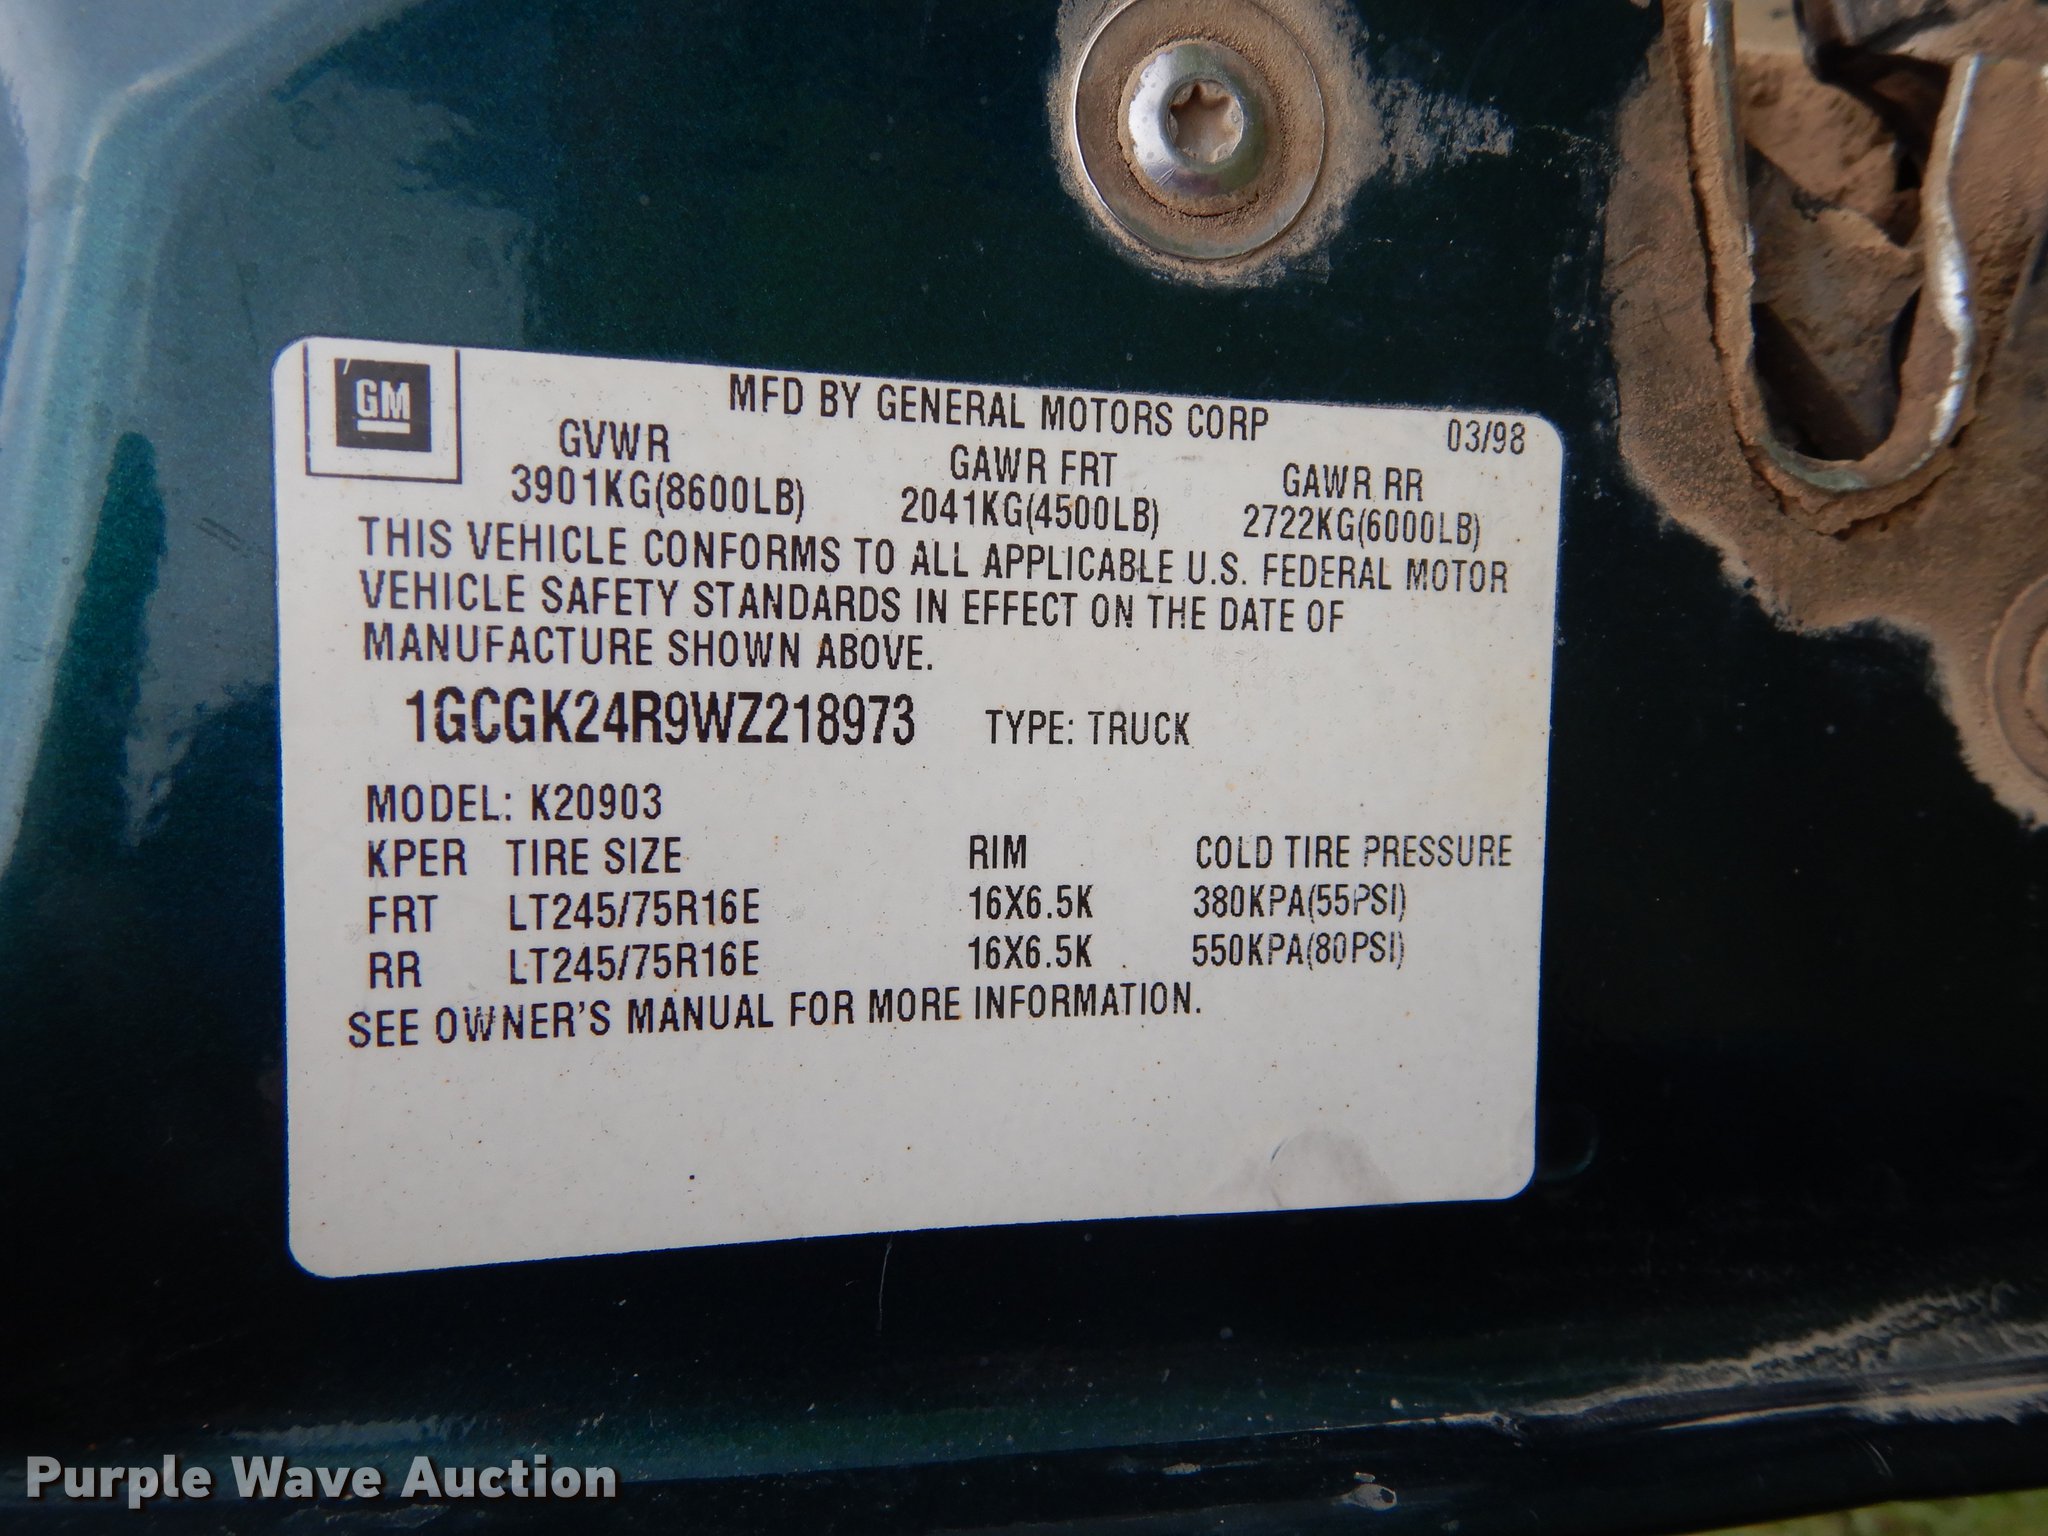 GM
MFD BY GENERAL MOTORS CORP 03/98
GVWR GAWR FRT GAWR RR
3901KG(8600LB) 2041KG(4500LB) 2722KG(6000LB)
THIS VEHICLE CONFORMS TO ALL APPLICABLE U.S. FEDERAL MOTOR
VEHICLE SAFETY STANDARDS IN EFFECT ON THE DATE OF
MANUFACTURE SHOWN ABOVE.
1GCGK24R9WZ218973 TYPE: TRUCK
MODEL: K20903
KPER TIRE SIZE RIM COLD TIRE PRESSURE
FRT LT245/75R16E 16X6.5K 380KPA(55PSI)
RR LT245/75R16E 16X6.5K 550KPA(80PSI)
SEE OWNER'S MANUAL FOR MORE INFORMATION.
Purple Wave Auction